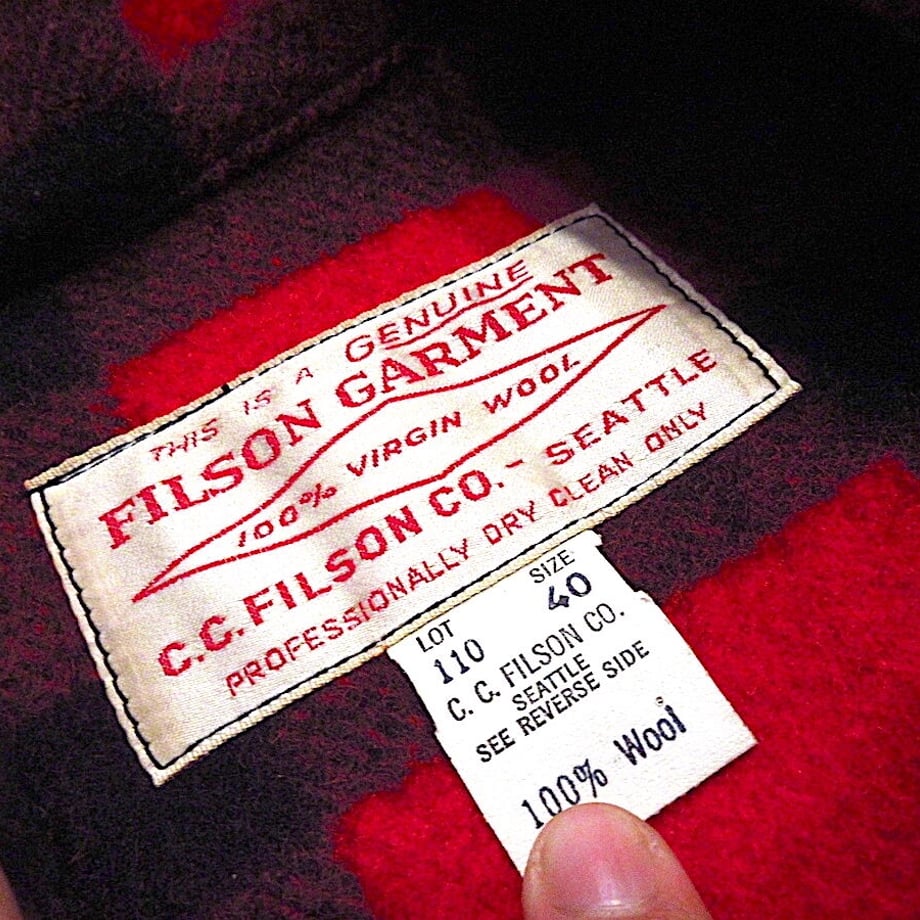 THIS IS A GENUINE
FILSON GARMENT
100% VIRGIN WOOL
C.C. FILSON CO.- SEATTLE
PROFESSIONALLY DRY CLEAN ONLY
LOT SIZE
110 40
C. C. FILSON CO.
SEATTLE
SEE REVERSE SIDE
100% Wool